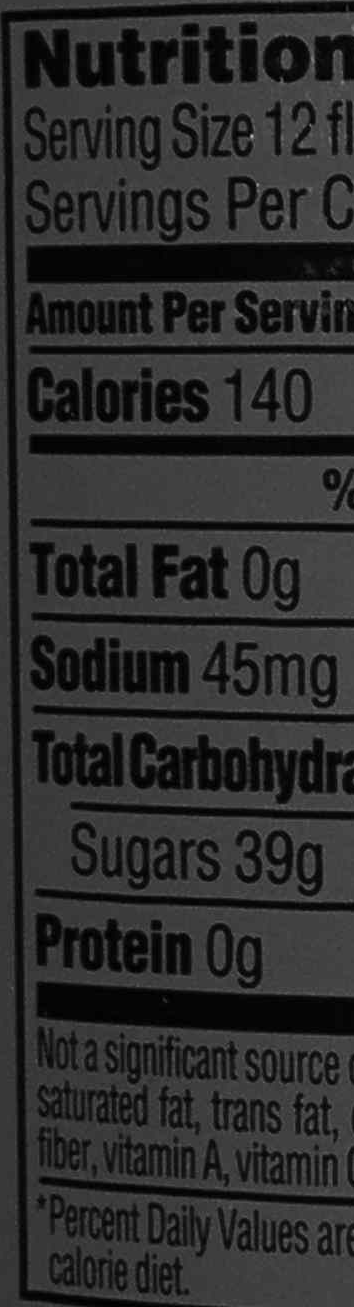 Nutrition
Serving Size 12 fl
Servings Per C
Amount Per Servin
Calories 140
%
Total Fat 0g
Sodium 45mg
Total Carbohydra
Sugars 39g
Protein 0g
Not a significant source
saturated fat, trans fat,
fiber, vitamin A, vitamin C
*Percent Daily Values are
calorie diet.